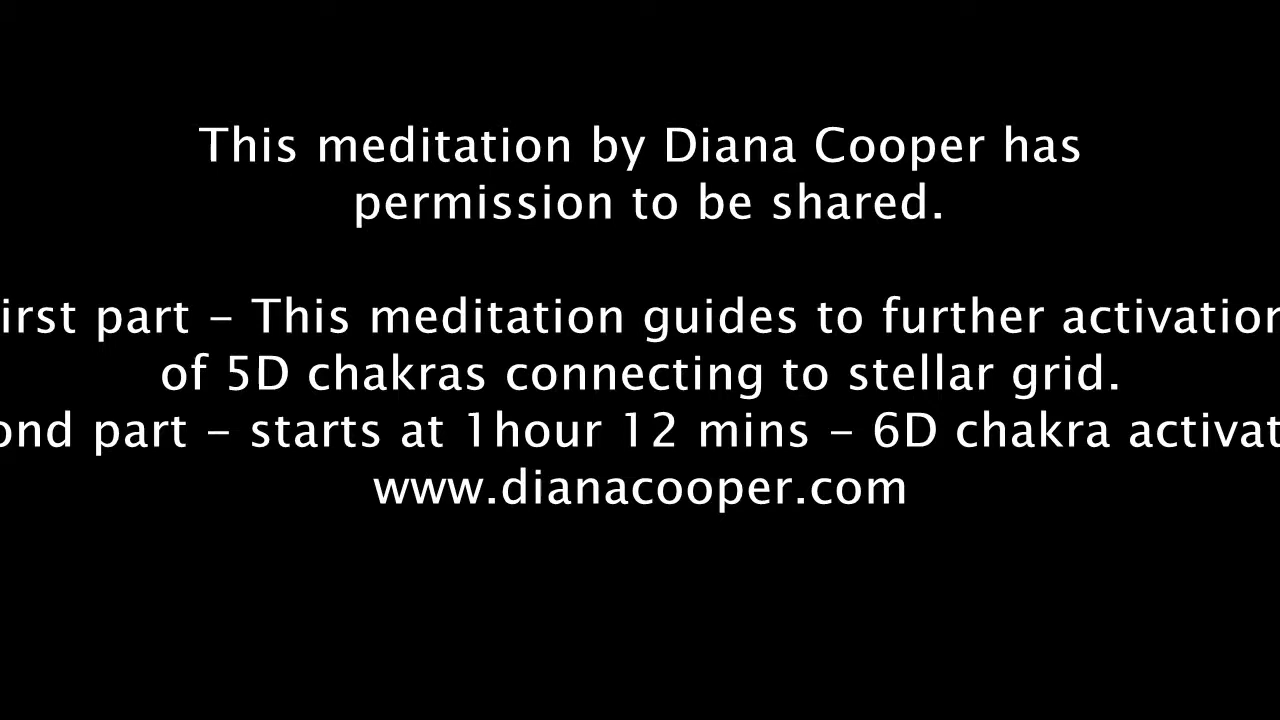 This meditation by Diana Cooper has
permission to be shared.
irst part – This meditation guides to further activation
of 5D chakras connecting to stellar grid.
ond part – starts at 1hour 12 mins – 6D chakra activat
www.dianacooper.com